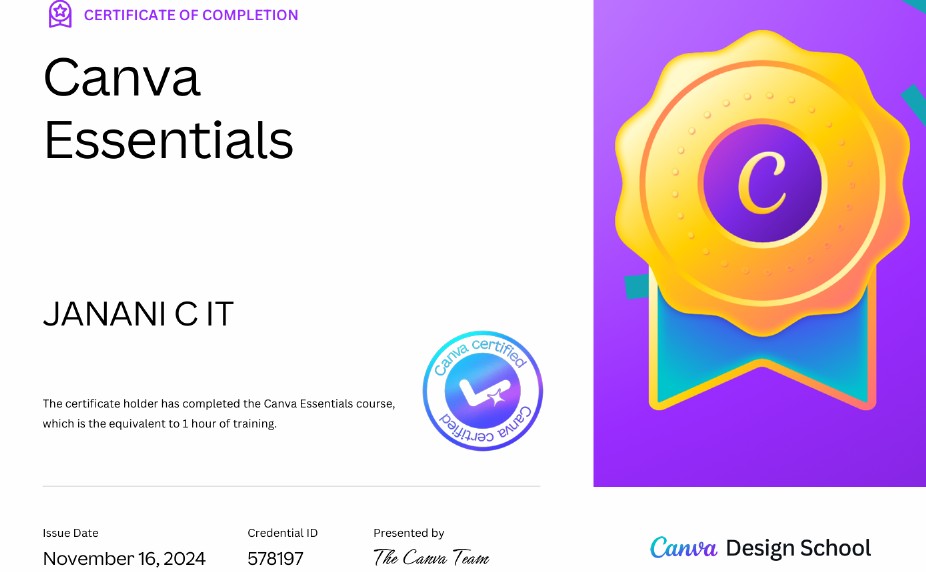 CERTIFICATE OF COMPLETION
Canva
Essentials
JANANI C IT
The certificate holder has completed the Canva Essentials course,
which is the equivalent to 1 hour of training.
Canva certified
Canva certified
C
Issue Date
November 16, 2024
Credential ID
578197
Presented by
The Canva Team
Canva Design School